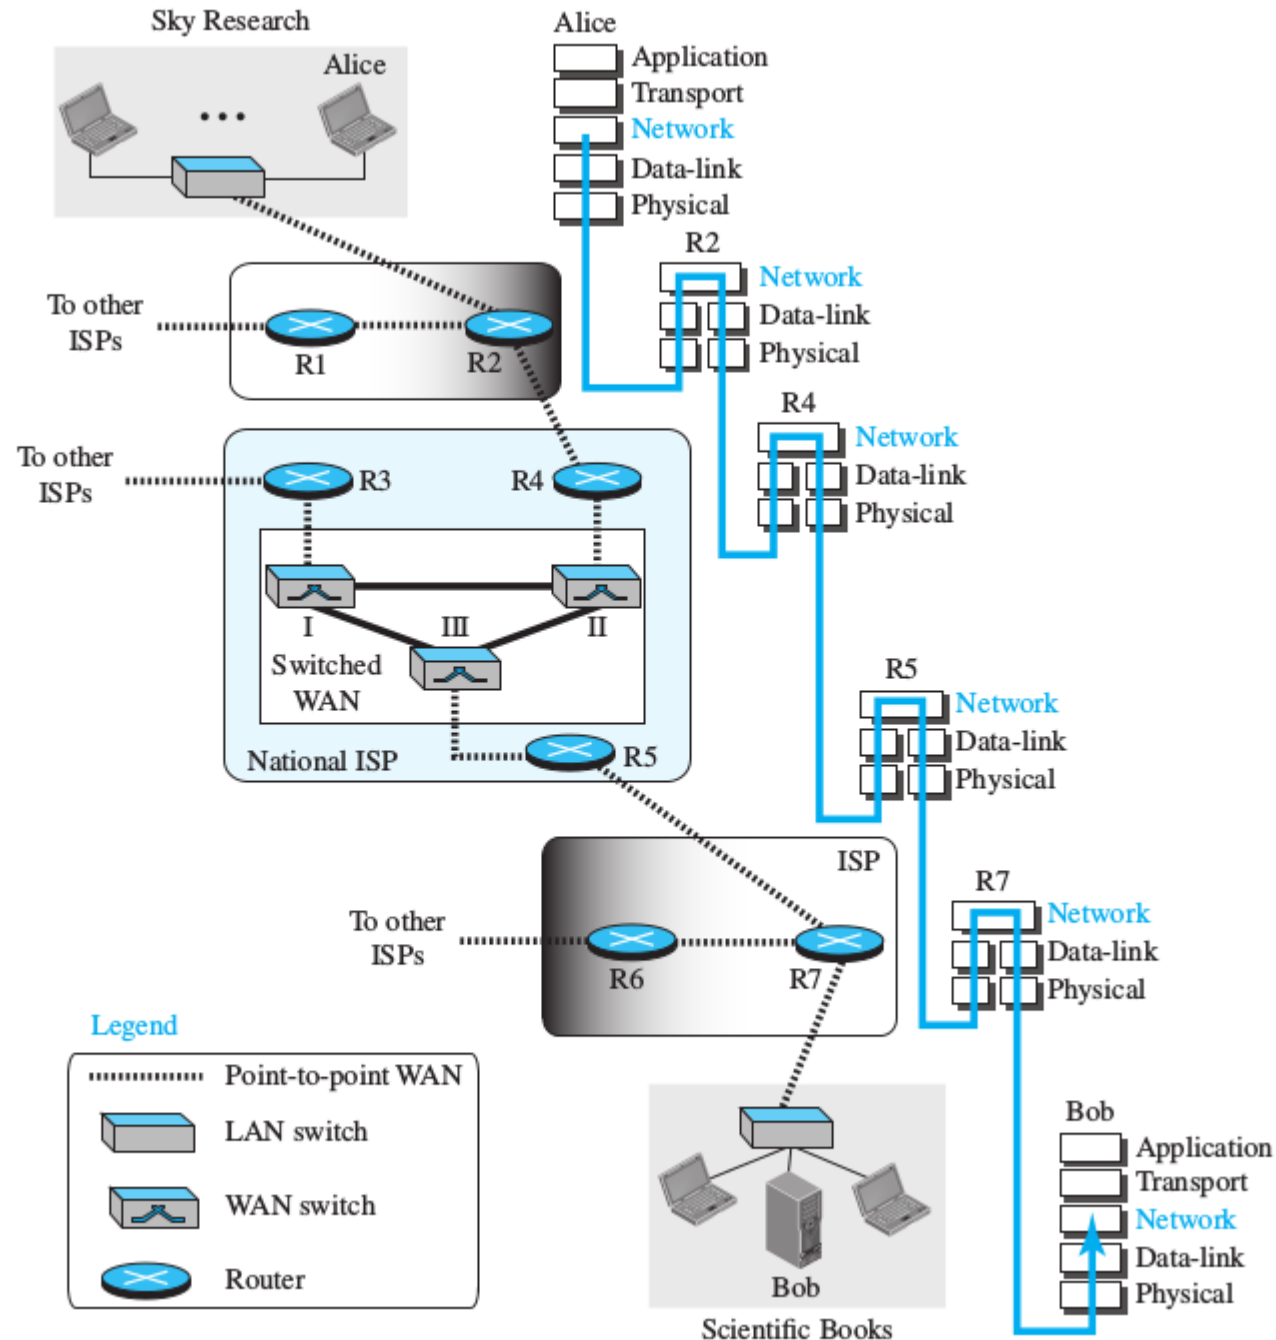 Sky Research
Alice
To other
ISPs
R1
R2
To other
ISPs
R3
R4
I
III
II
Switched
WAN
National ISP
R5
ISP
To other
ISPs
R6
R7
Bob
Scientific Books
Legend
Point-to-point WAN
LAN switch
WAN switch
Router
Alice
Application
Transport
Network
Data-link
Physical
R2
Network
Data-link
Physical
R4
Network
Data-link
Physical
R5
Network
Data-link
Physical
R7
Network
Data-link
Physical
Bob
Application
Transport
Network
Data-link
Physical